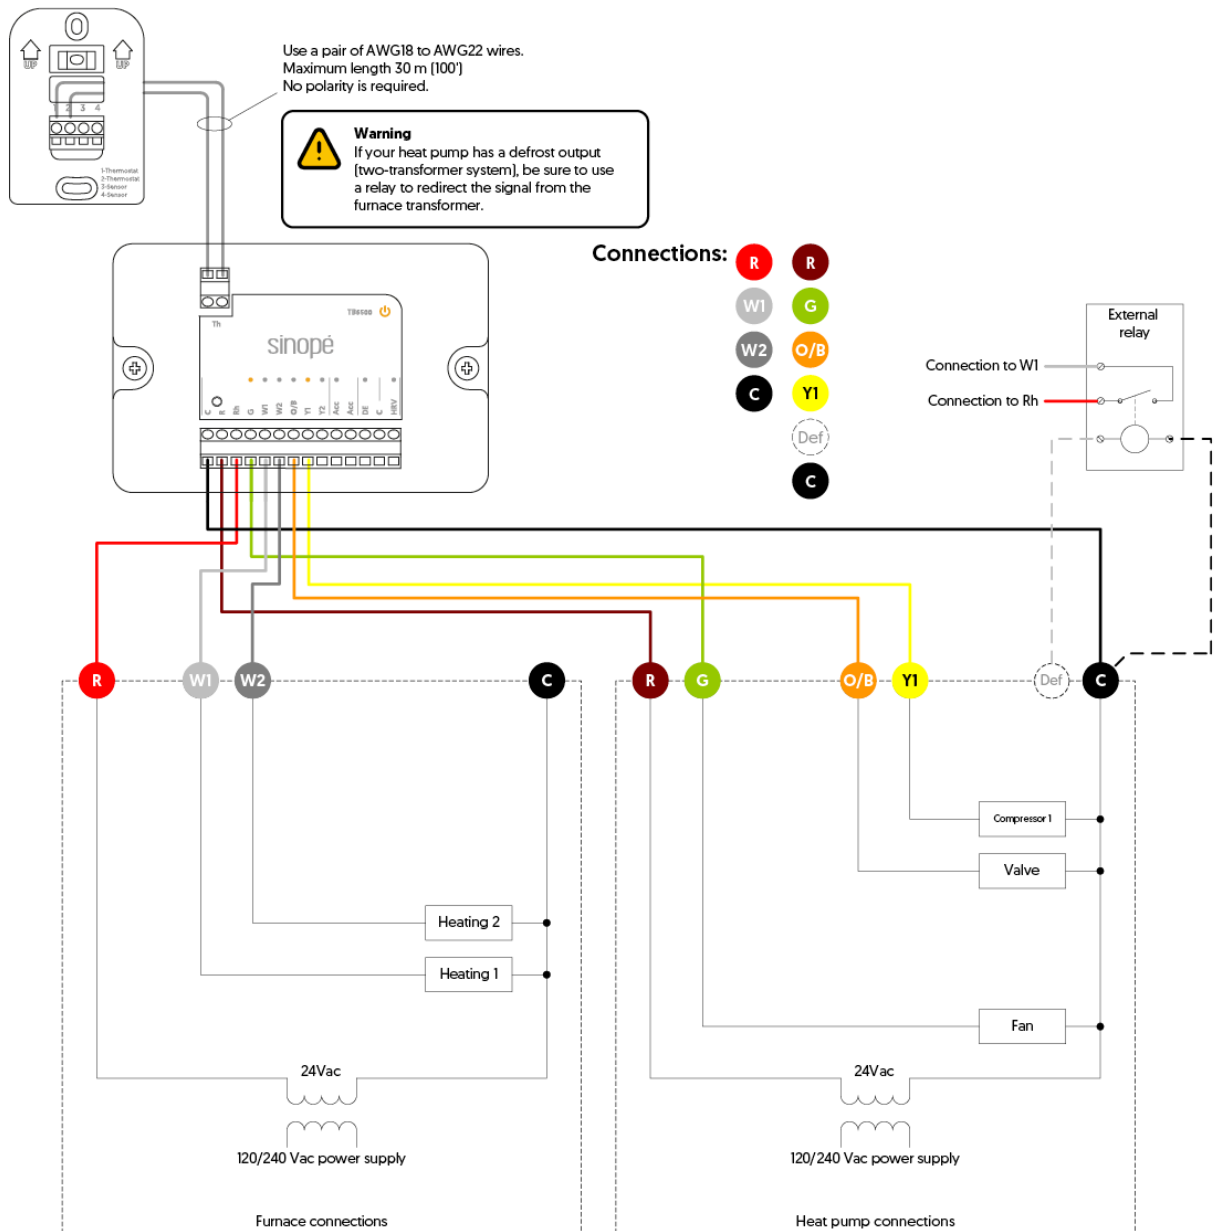 UP
UP
1 2 3 4
1-Thermostat
2-Thermostat
3-Sensor
4-Sensor
Use a pair of AWG18 to AWG22 wires.
Maximum length 30 m (100')
No polarity is required.
Warning
If your heat pump has a defrost output
(two-transformer system), be sure to use
a relay to redirect the signal from the
furnace transformer.
Connections:
R R
W1 G
W2 O/B
C Y1
Def
C
External
relay
Connection to W1
Connection to Rh
Th
sinopé
C R Rh G W1 W2 O/B Y1 Y2 Acc Acc DE C HRV
R W1 W2 C R G O/B Y1 Def C
Compressor 1
Valve
Heating 2
Heating 1
Fan
24Vac
24Vac
120/240 Vac power supply
120/240 Vac power supply
Furnace connections
Heat pump connections